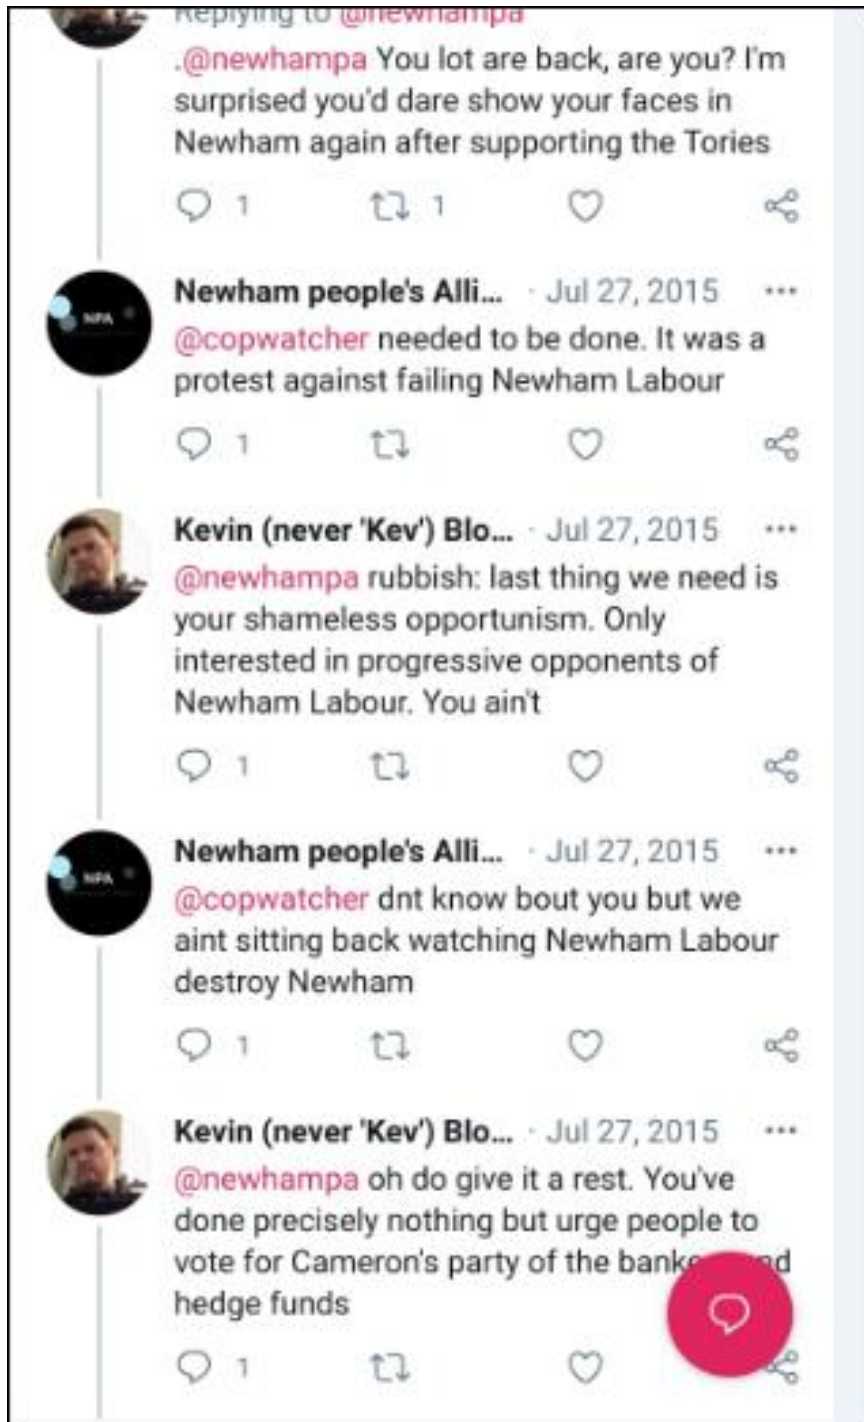 Replying to @newhampa
.@newhampa You lot are back, are you? I'm
surprised you'd dare show your faces in
Newham again after supporting the Tories
1 1
Newham people's Alli... · Jul 27, 2015 ...
NPA
@copwatcher needed to be done. It was a
protest against failing Newham Labour
1
Kevin (never 'Kev') Blo... · Jul 27, 2015 ...
@newhampa rubbish: last thing we need is
your shameless opportunism. Only
interested in progressive opponents of
Newham Labour. You ain't
1
Newham people's Alli... · Jul 27, 2015 ...
NPA
@copwatcher dnt know bout you but we
aint sitting back watching Newham Labour
destroy Newham
1
Kevin (never 'Kev') Blo... · Jul 27, 2015 ...
@newhampa oh do give it a rest. You've
done precisely nothing but urge people to
vote for Cameron's party of the
hedge funds
1